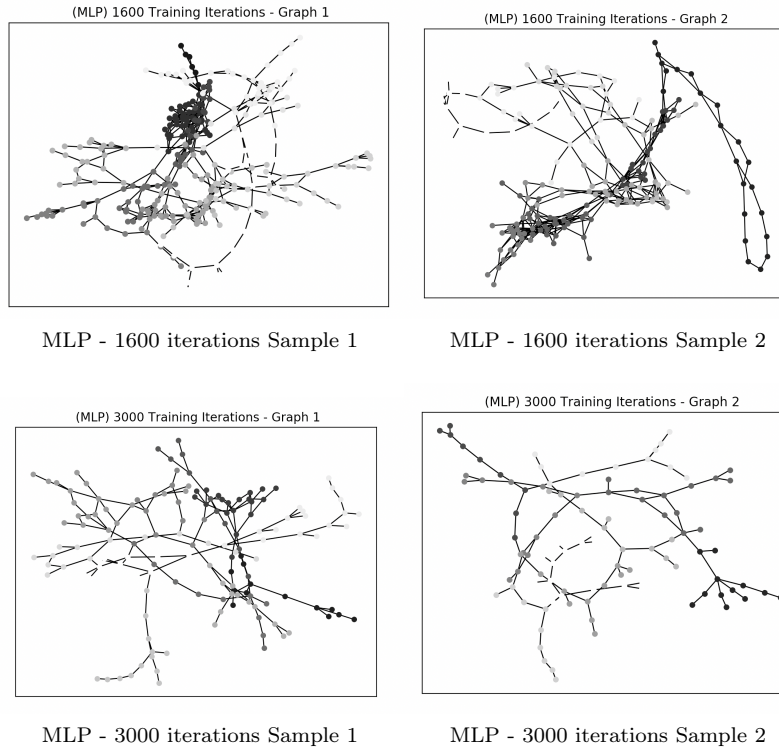 (MLP) 1600 Training Iterations - Graph 1
(MLP) 1600 Training Iterations - Graph 2
MLP - 1600 iterations Sample 1
MLP - 1600 iterations Sample 2
(MLP) 3000 Training Iterations - Graph 1
(MLP) 3000 Training Iterations - Graph 2
MLP - 3000 iterations Sample 1
MLP - 3000 iterations Sample 2